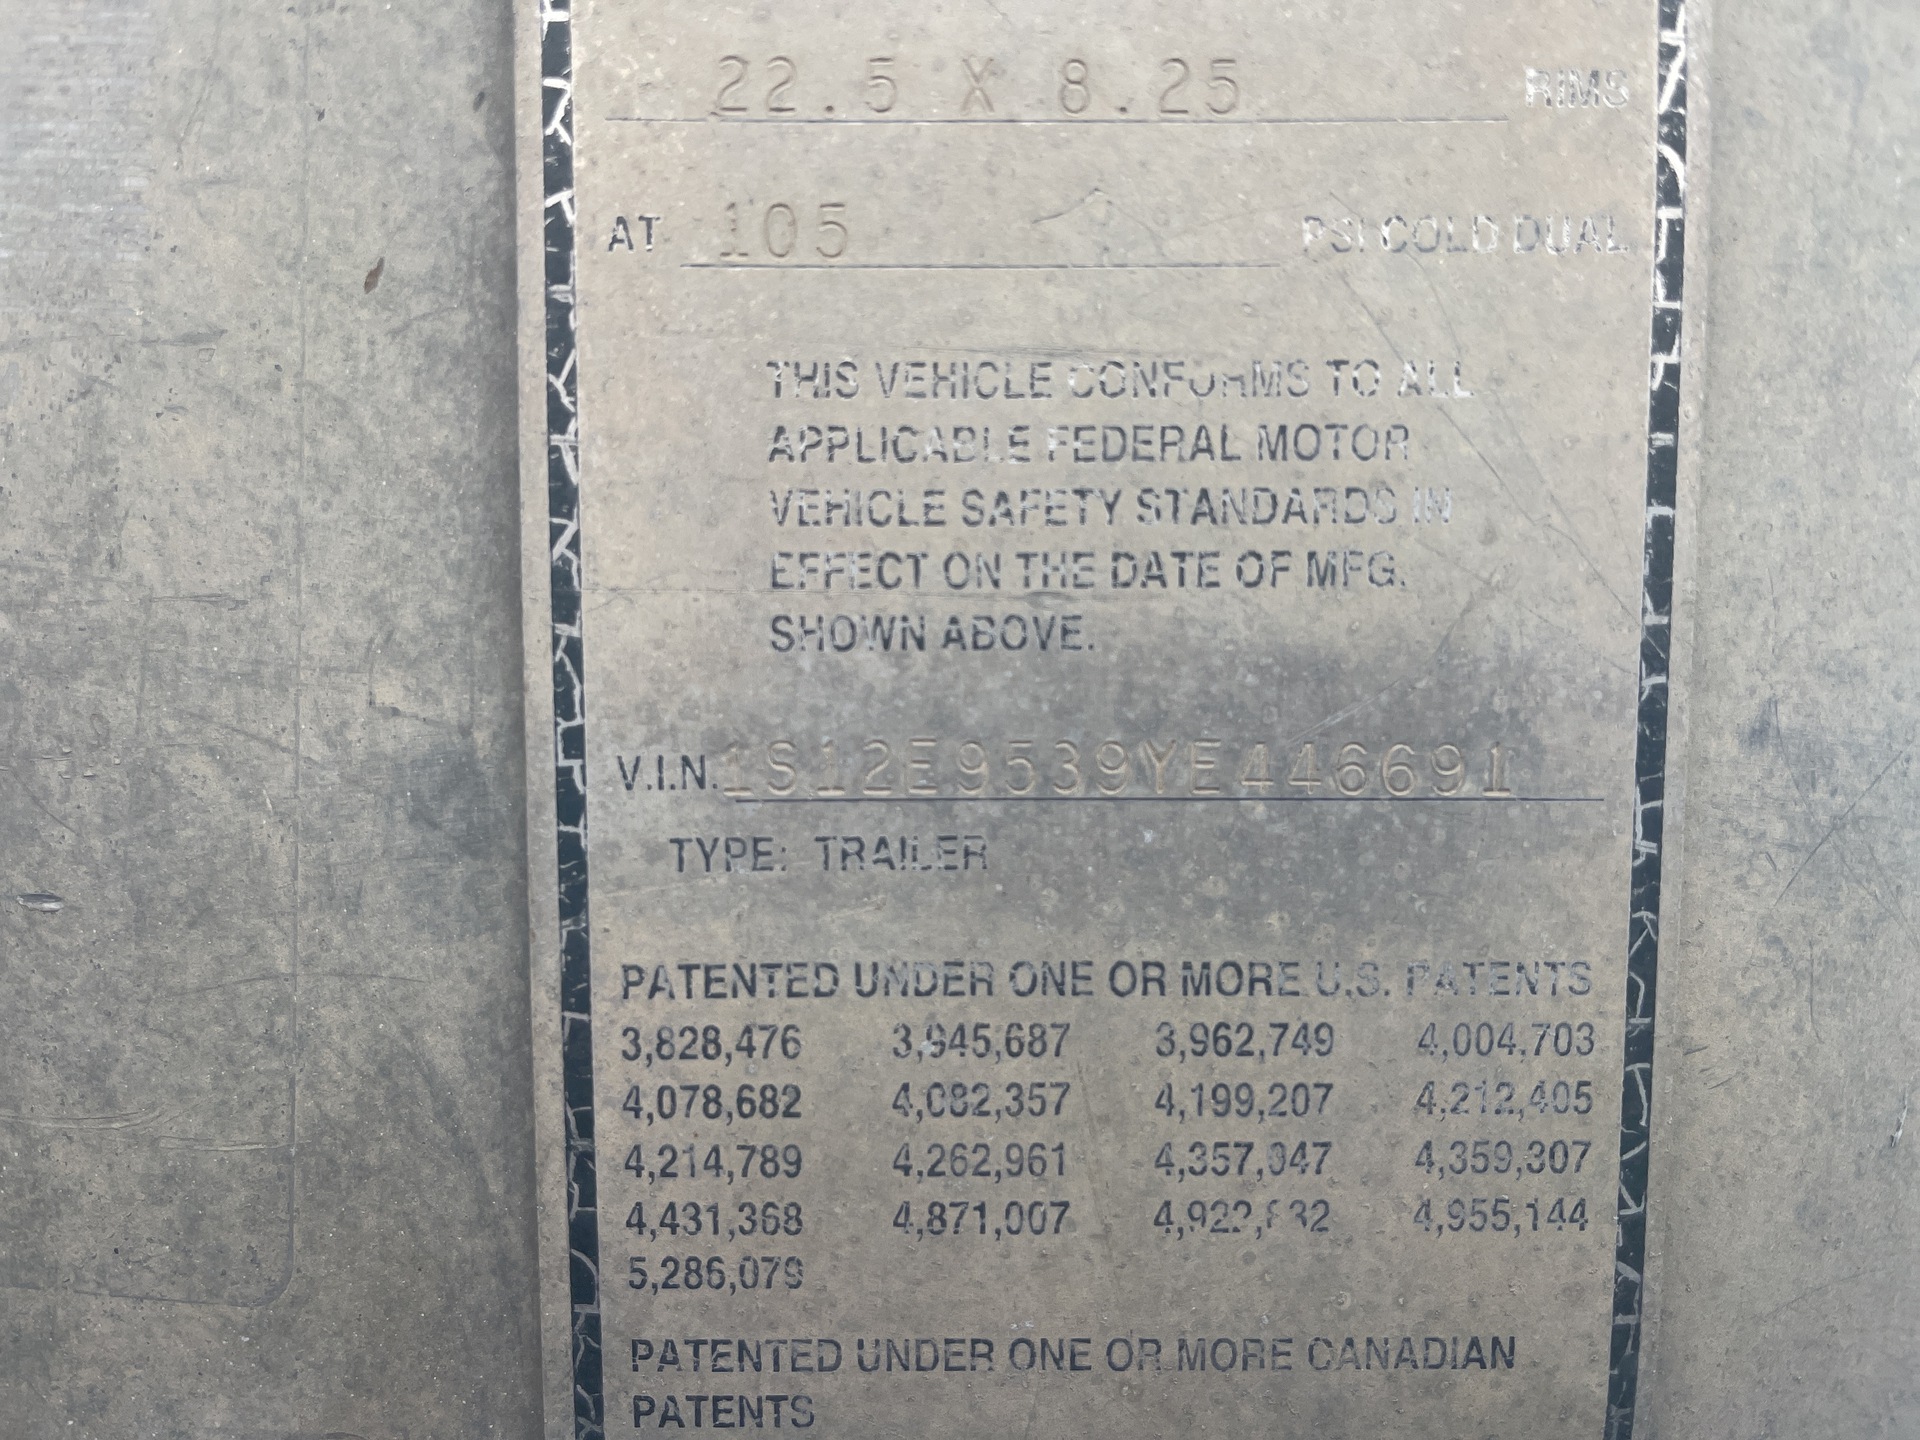 22.5 X 8.25 RIMS
AT 105 PSI COLD DUAL
THIS VEHICLE CONFORMS TO ALL
APPLICABLE FEDERAL MOTOR
VEHICLE SAFETY STANDARDS IN
EFFECT ON THE DATE OF MFG.
SHOWN ABOVE.
V.I.N. 1S12E9539YE446691
TYPE: TRAILER
PATENTED UNDER ONE OR MORE U.S. PATENTS
3,828,476 3,945,687 3,962,749 4,004,703
4,078,682 4,082,357 4,199,207 4,212,405
4,214,789 4,262,961 4,357,047 4,359,307
4,431,368 4,871,007 4,955,144
5,286,079
PATENTED UNDER ONE OR MORE CANADIAN
PATENTS